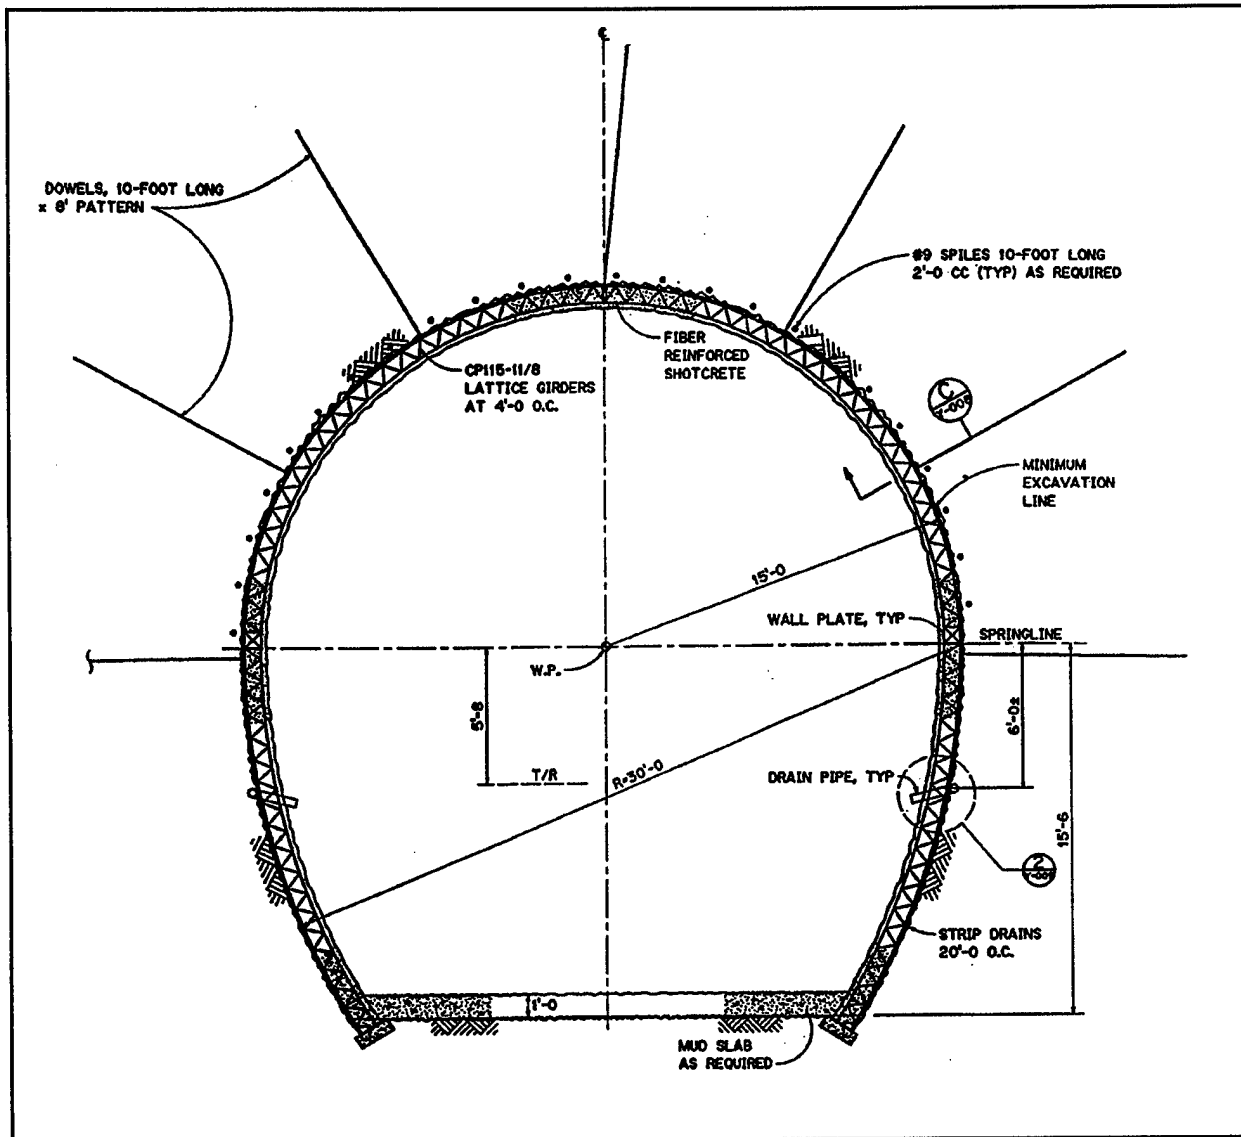 ℄
DOWELS, 10-FOOT LONG
x 8' PATTERN
#9 SPILES 10-FOOT LONG
2'-0 CC (TYP) AS REQUIRED
FIBER
REINFORCED
SHOTCRETE
CP115-11/8
LATTICE GIRDERS
AT 4'-0 O.C.
C
MINIMUM
EXCAVATION
LINE
15'-0
WALL PLATE, TYP
SPRINGLINE
W.P.
5'-8
6'-0±
T/R
R=30'-0
DRAIN PIPE, TYP
15'-6
2
STRIP DRAINS
20'-0 O.C.
1'-0
MUD SLAB
AS REQUIRED